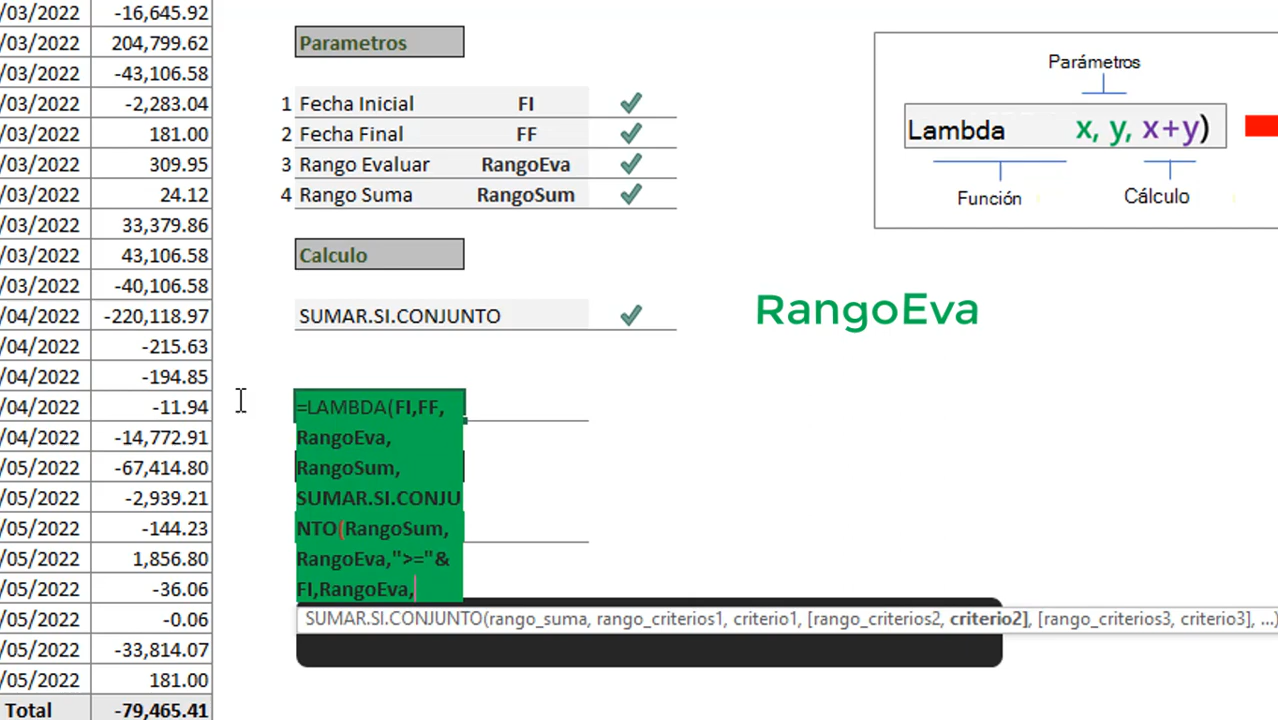 /03/2022 -16,645.92
/03/2022 204,799.62
/03/2022 -43,106.58
/03/2022 -2,283.04
/03/2022 181.00
/03/2022 309.95
/03/2022 24.12
/03/2022 33,379.86
/03/2022 43,106.58
/03/2022 -40,106.58
/04/2022 -220,118.97
/04/2022 -215.63
/04/2022 -194.85
/04/2022 -11.94
/04/2022 -14,772.91
/05/2022 -67,414.80
/05/2022 -2,939.21
/05/2022 -144.23
/05/2022 1,856.80
/05/2022 -36.06
/05/2022 -0.06
/05/2022 -33,814.07
/05/2022 181.00
Total -79,465.41
Parametros
1 Fecha Inicial FI
2 Fecha Final FF
3 Rango Evaluar RangoEva
4 Rango Suma RangoSum
Calculo
SUMAR.SI.CONJUNTO
=LAMBDA(FI,FF,
RangoEva,
RangoSum,
SUMAR.SI.CONJU
NTO(RangoSum,
RangoEva,">="&
FI,RangoEva,
SUMAR.SI.CONJUNTO(rango_suma, rango_criterios1, criterio1, [rango_criterios2, criterio2], [rango_criterios3, criterio3], ...)
Parámetros
Lambda x, y, x+y)
Función Cálculo
RangoEva